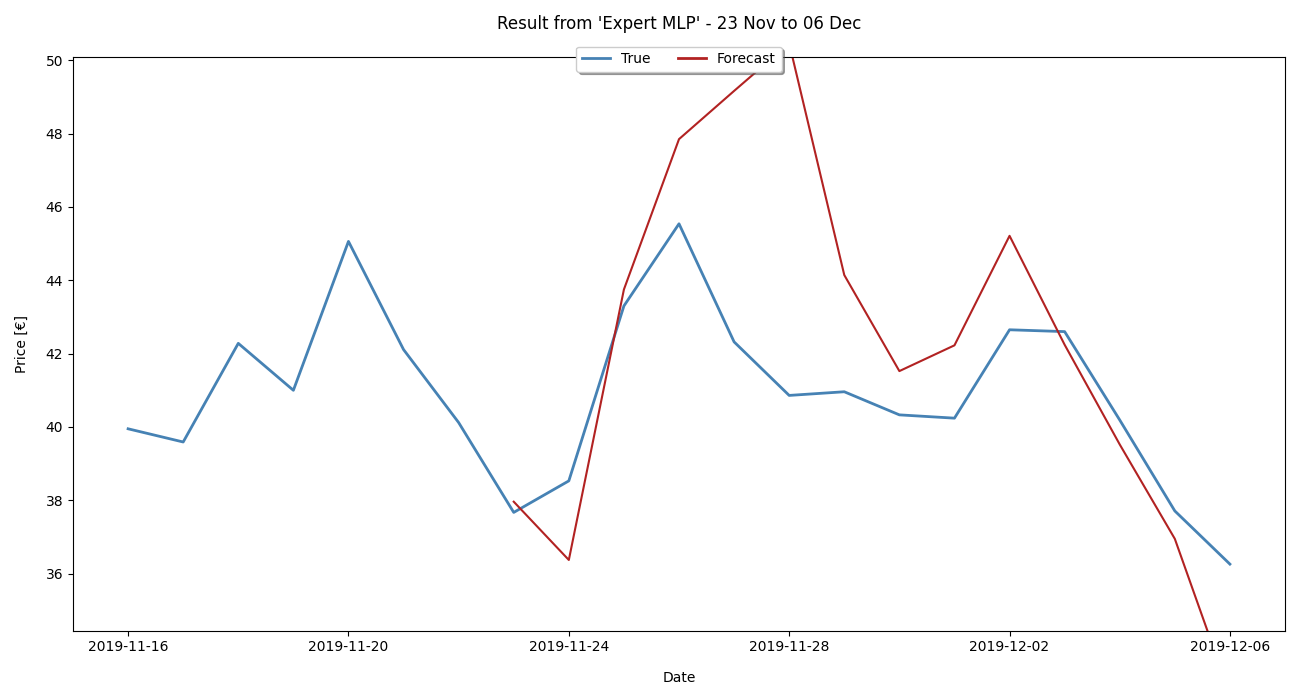 Result from 'Expert MLP' - 23 Nov to 06 Dec
True Forecast
50
48
46
44
42
40
38
36
Price [€]
2019-11-16 2019-11-20 2019-11-24 2019-11-28 2019-12-02 2019-12-06
Date